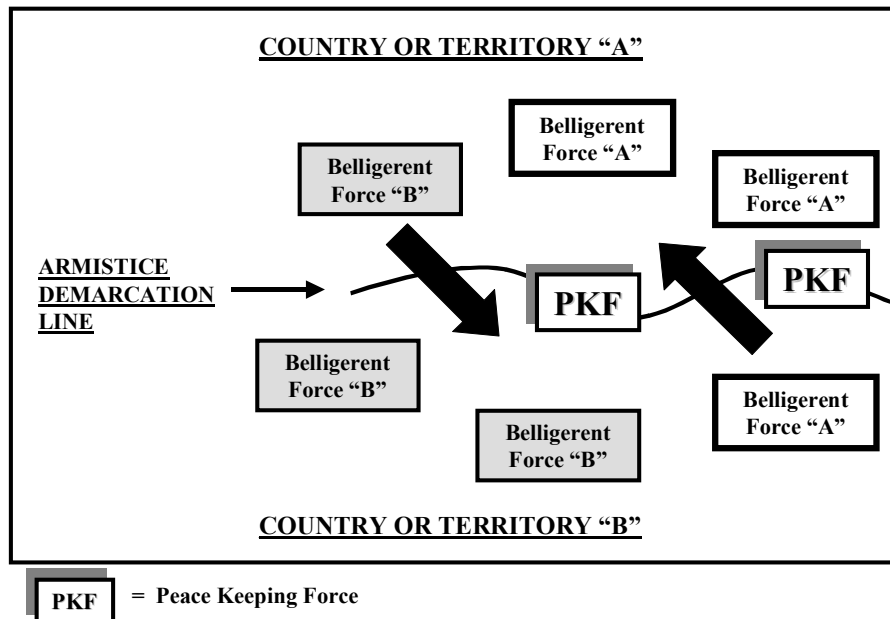 COUNTRY OR TERRITORY “A”
Belligerent
Force “A”
Belligerent
Force “B”
Belligerent
Force “A”
ARMISTICE
DEMARCATION
LINE
PKF
PKF
Belligerent
Force “B”
Belligerent
Force “A”
Belligerent
Force “B”
COUNTRY OR TERRITORY “B”
PKF = Peace Keeping Force